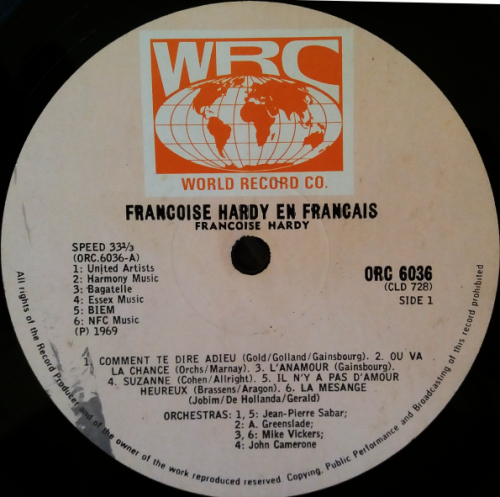 WRC
WORLD RECORD CO.
FRANCOISE HARDY EN FRANCAIS
FRANCOISE HARDY
SPEED 33⅓
(ORC.6036-A)
1: United Artists
2: Harmony Music
3: Bagatelle
4: Essex Music
5: BIEM
6: NFC Music
(P) 1969
ORC 6036
(CLD 728)
SIDE 1
1. COMMENT TE DIRE ADIEU (Gold/Golland/Gainsbourg). 2. OU VA
LA CHANCE (Orchs/Marnay). 3. L'ANAMOUR (Gainsbourg).
4. SUZANNE (Cohen/Allright). 5. IL N'Y A PAS D'AMOUR
HEUREUX (Brassens/Aragon). 6. LA MESANGE
(Jobim/De Hollanda/Gerald)
ORCHESTRAS: 1, 5: Jean-Pierre Sabar;
2: A. Greenslade;
3, 6: Mike Vickers;
4: John Camerone
All rights of the Record Producer and of the owner of the work reproduced reserved. Copying, Public Performance and Broadcasting of this record prohibited